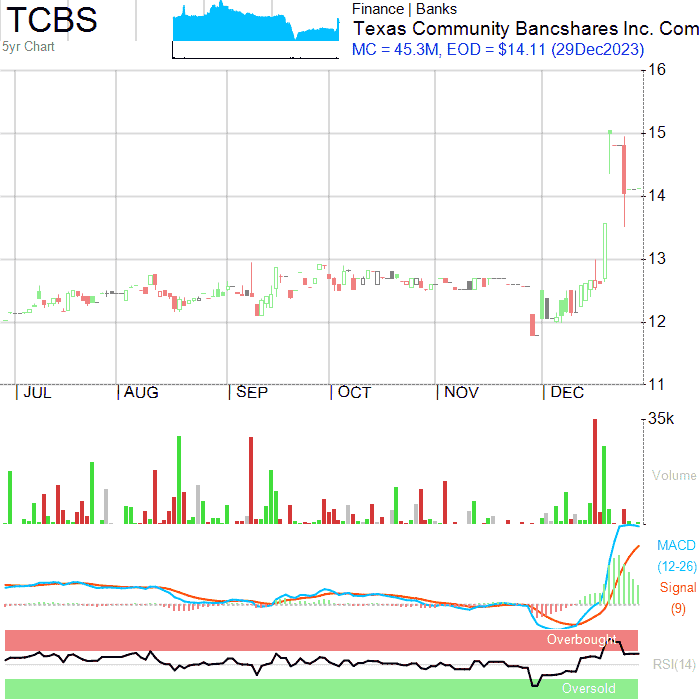 TCBS
5yr Chart
Finance | Banks
Texas Community Bancshares Inc. Com
MC = 45.3M, EOD = $14.11 (29Dec2023)
16
15
14
13
12
11
JUL AUG SEP OCT NOV DEC
35k
Volume
MACD
(12-26)
Signal
(9)
Overbought
RSI(14)
Oversold